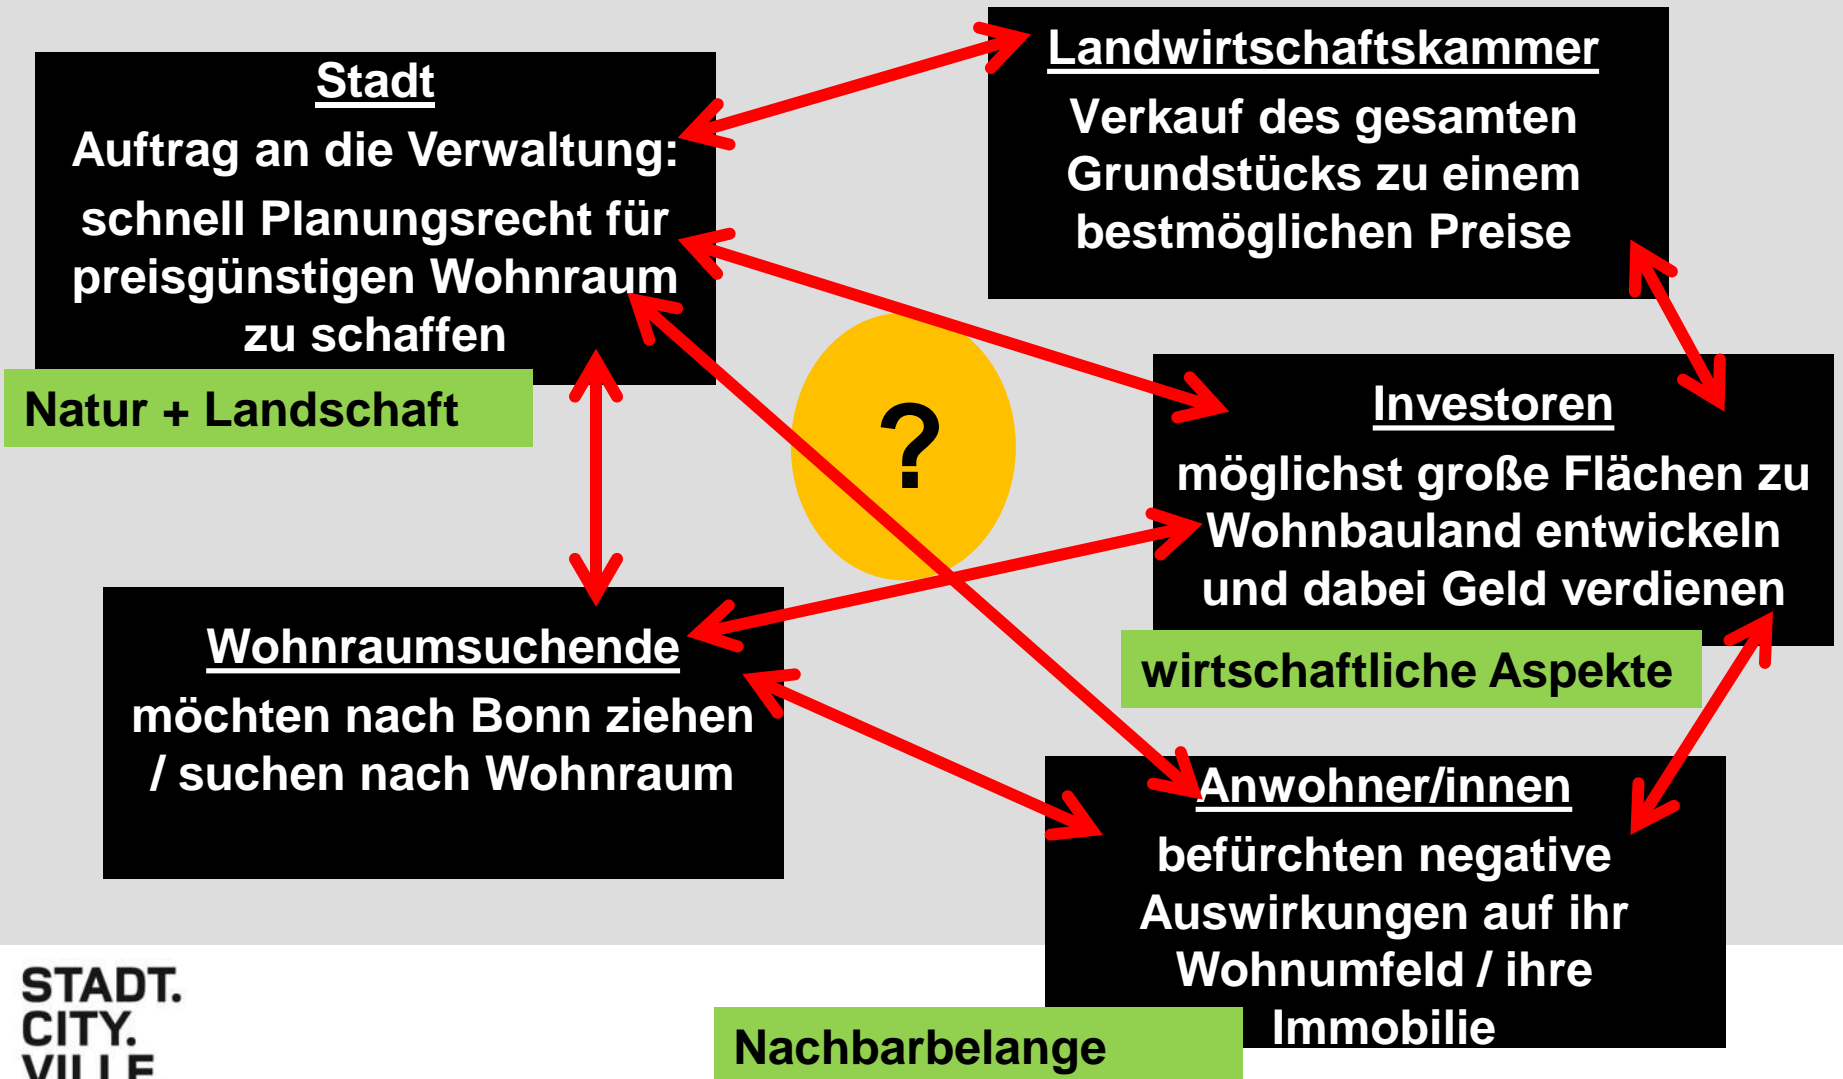 Stadt
Auftrag an die Verwaltung:
schnell Planungsrecht für
preisgünstigen Wohnraum
zu schaffen
Natur + Landschaft
Landwirtschaftskammer
Verkauf des gesamten
Grundstücks zu einem
bestmöglichen Preise
?
Investoren
möglichst große Flächen zu
Wohnbauland entwickeln
und dabei Geld verdienen
wirtschaftliche Aspekte
Wohnraumsuchende
möchten nach Bonn ziehen
/ suchen nach Wohnraum
Anwohner/innen
befürchten negative
Auswirkungen auf ihr
Wohnumfeld / ihre
Immobilie
Nachbarbelange
STADT.
CITY.
VILLE